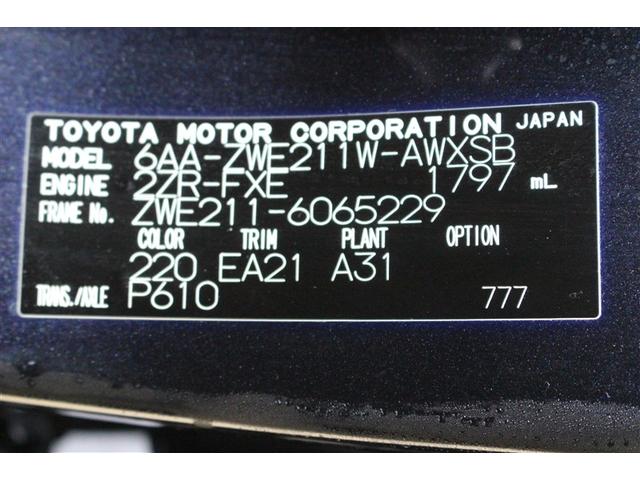 TOYOTA MOTOR CORPORATION JAPAN
MODEL 6AA-ZWE211W-AWXSB
ENGINE 2ZR-FXE 1797 mL
FRAME No. ZWE211-6065229
COLOR TRIM PLANT OPTION
220 EA21 A31
TRANS./AXLE P610 777